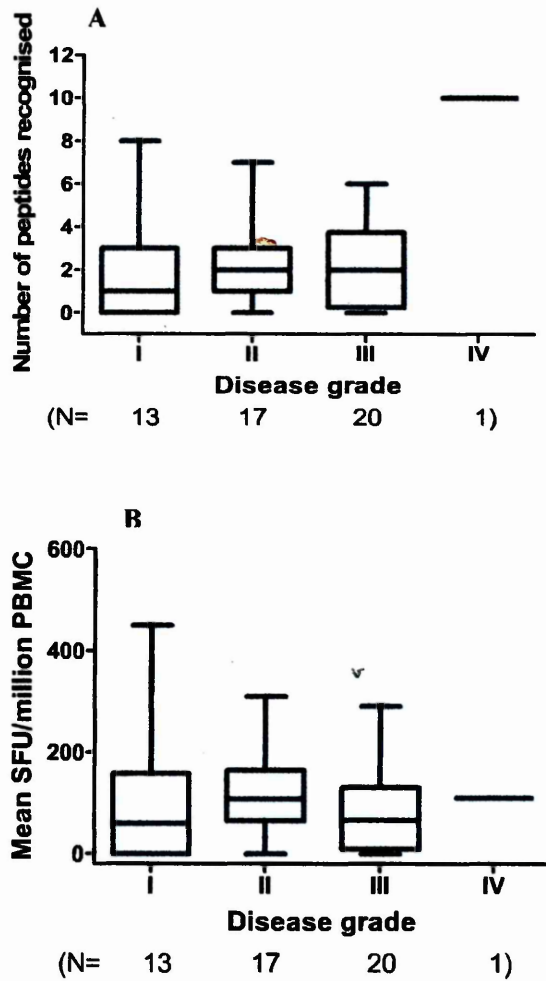 A
Number of peptides recognised
12
10
8
6
4
2
0
I II III IV
Disease grade
(N= 13 17 20 1)
B
Mean SFU/million PBMC
600
400
200
0
I II III IV
Disease grade
(N= 13 17 20 1)